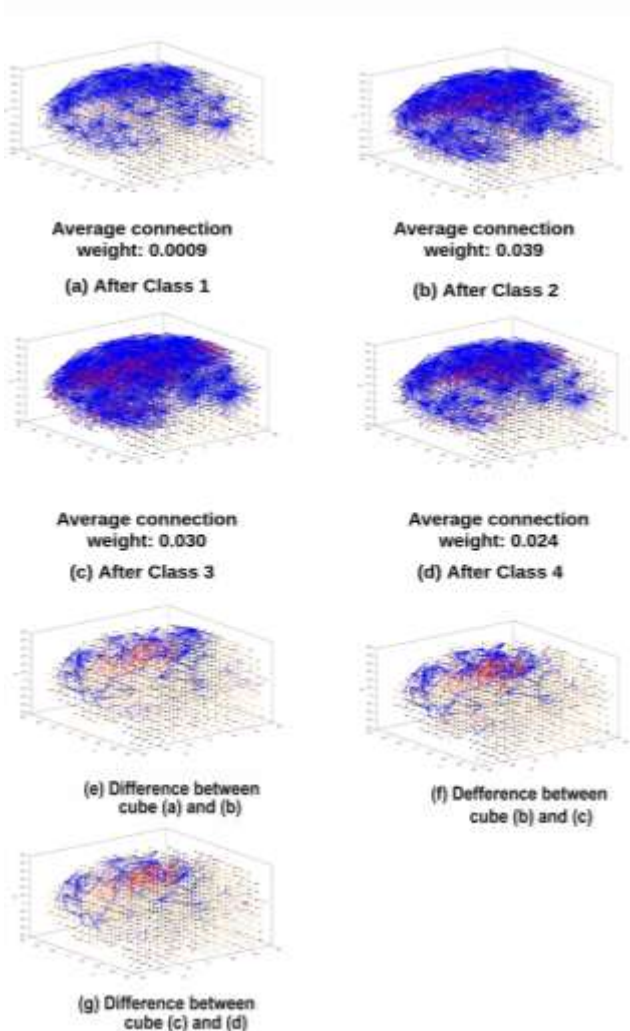 Average connection
weight: 0.0009
(a) After Class 1
Average connection
weight: 0.039
(b) After Class 2
Average connection
weight: 0.030
(c) After Class 3
Average connection
weight: 0.024
(d) After Class 4
(e) Difference between
cube (a) and (b)
(f) Defference between
cube (b) and (c)
(g) Difference between
cube (c) and (d)